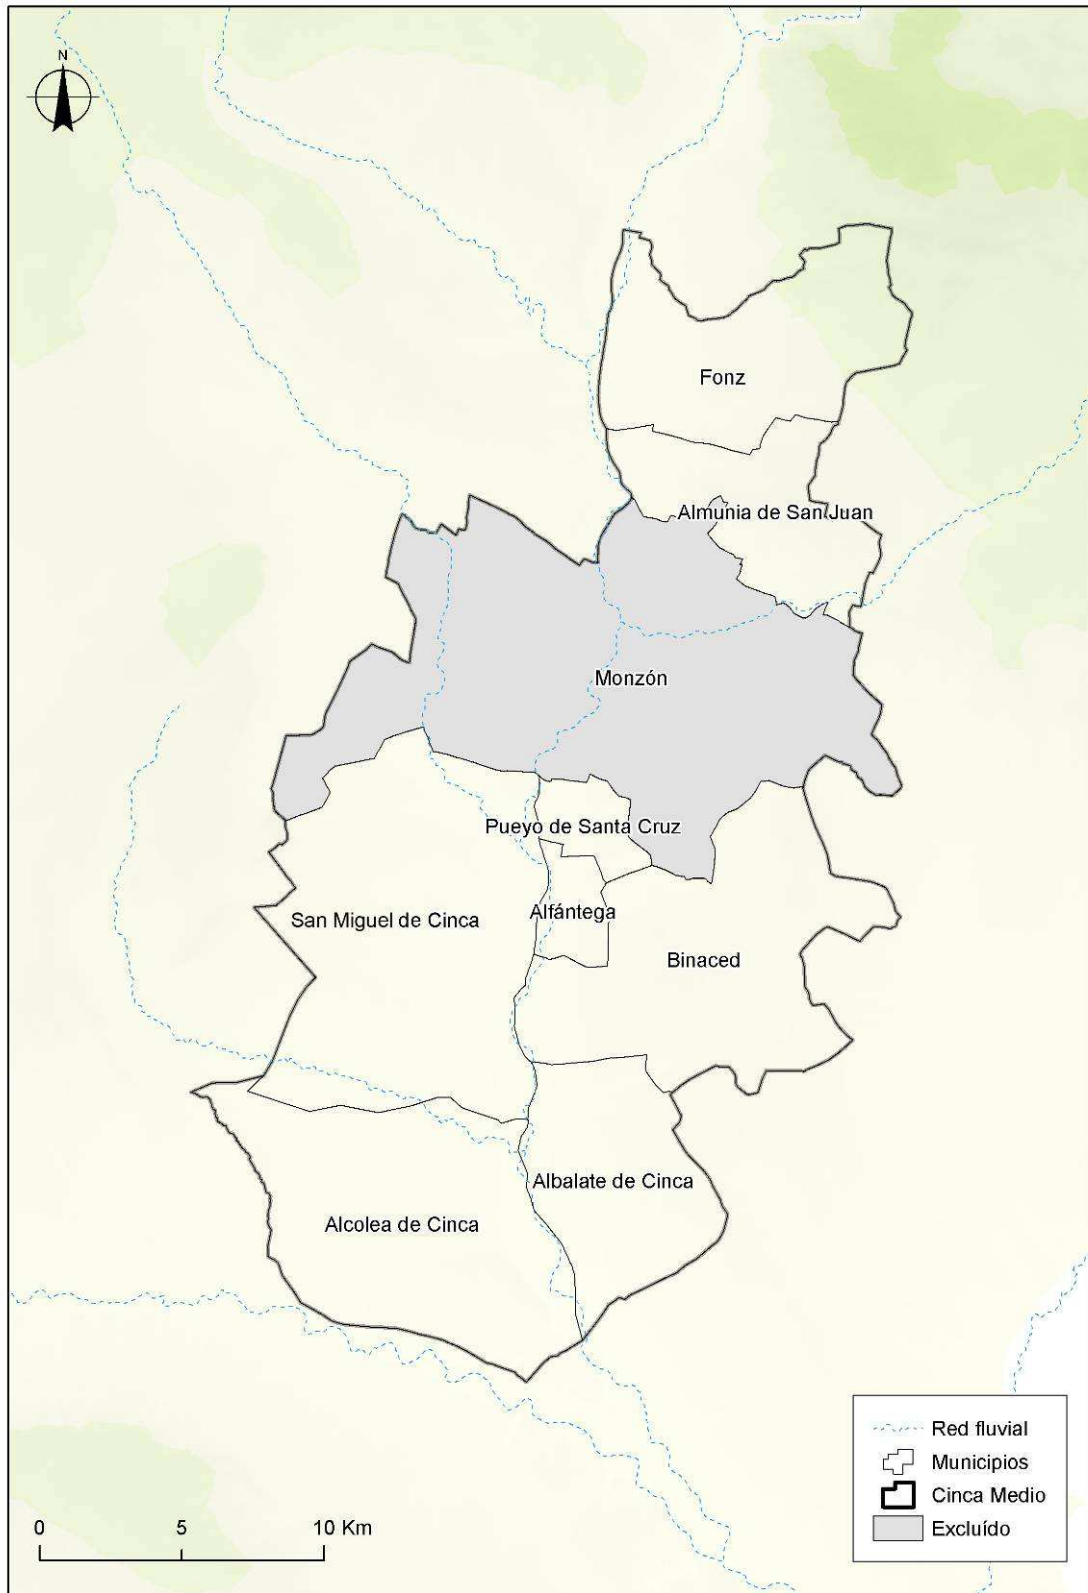 N
Fonz
Almunia de San Juan
Monzón
Pueyo de Santa Cruz
San Miguel de Cinca
Alfántega
Binaced
Albalate de Cinca
Alcolea de Cinca
Red fluvial
Municipios
Cinca Medio
Excluído
0 5 10 Km